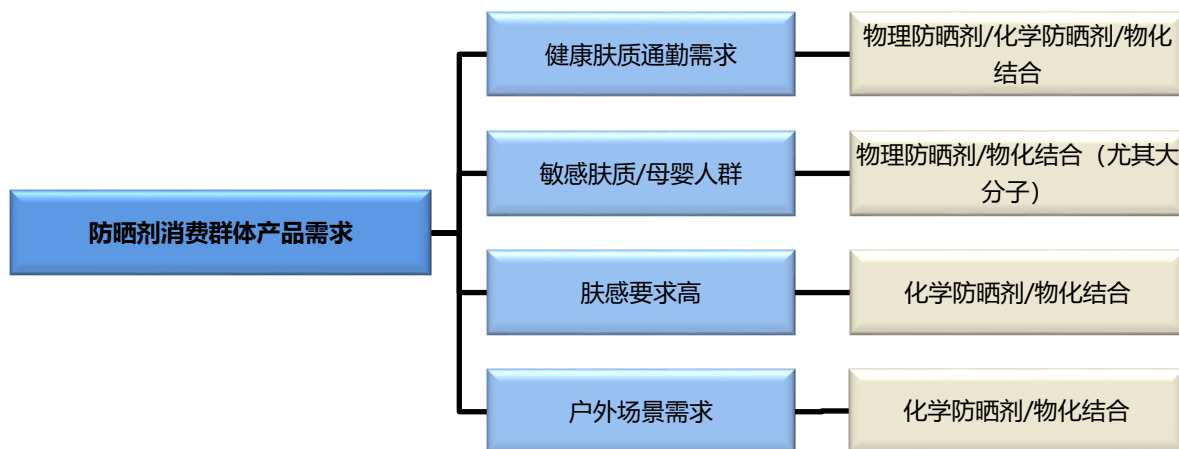 健康肤质通勤需求
物理防晒剂/化学防晒剂/物化
结合
敏感肤质/母婴人群
物理防晒剂/物化结合（尤其大
分子）
防晒剂消费群体产品需求
肤感要求高
化学防晒剂/物化结合
户外场景需求
化学防晒剂/物化结合